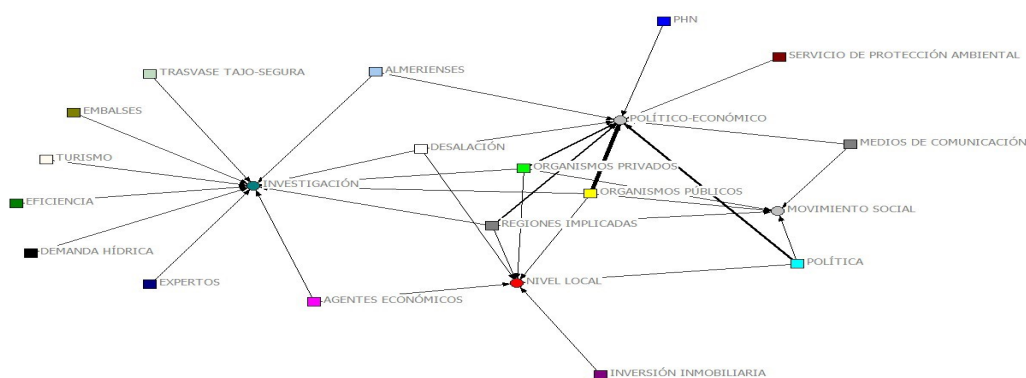 PHN
SERVICIO DE PROTECCIÓN AMBIENTAL
TRASVASE TAJO-SEGURA
ALMERIENSES
EMBALSES
POLÍTICO-ECONÓMICO
MEDIOS DE COMUNICACIÓN
DESALACIÓN
TURISMO
ORGANISMOS PRIVADOS
INVESTIGACIÓN
ORGANISMOS PÚBLICOS
EFICIENCIA
MOVIMIENTO SOCIAL
REGIONES IMPLICADAS
DEMANDA HÍDRICA
POLÍTICA
EXPERTOS
NIVEL LOCAL
AGENTES ECONÓMICOS
INVERSIÓN INMOBILIARIA